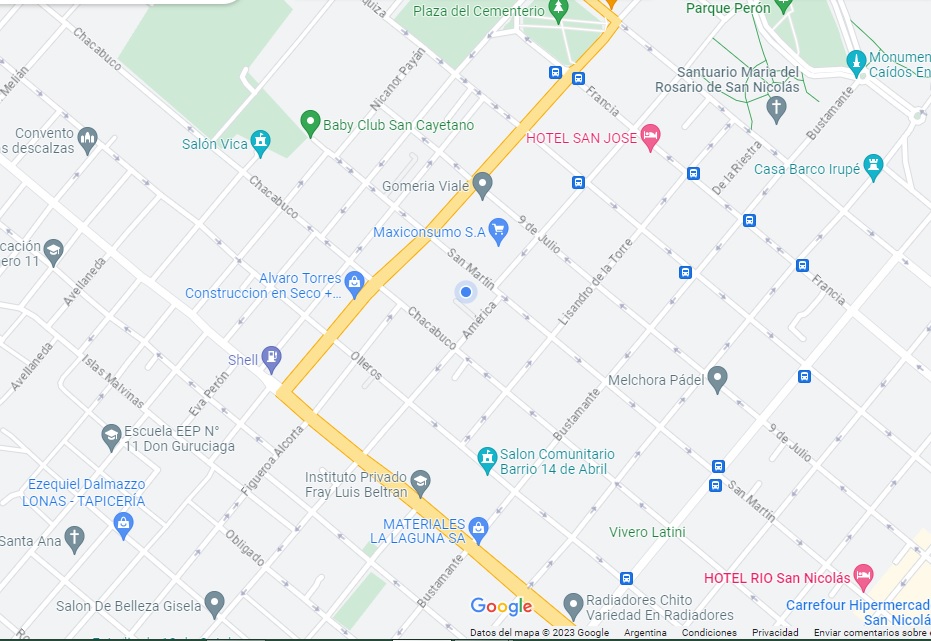 Plaza del Cementerio
Parque Perón
Chacabuco
Nicanor Payán
Monumen
Caídos En
Melián
Santuario Maria del
Rosario de San Nicolás
Francia
Bustamante
Convento
s descalzas
Salón Vica
Baby Club San Cayetano
HOTEL SAN JOSE
De la Riestra
Casa Barco Irupé
Chacabuco
Gomeria Viale
Maxiconsumo S.A
9 de Julio
cación
ero 11
Avellaneda
San Martín
Lisandro de la Torre
Alvaro Torres
Construccion en Seco +...
Francia
Chacabuco
América
Avellaneda
Shell
Olleros
Islas Malvinas
Eva Perón
Melchora Pádel
Bustamante
Escuela EEP N°
11 Don Guruciaga
Figueroa Alcorta
9 de Julio
Salon Comunitario
Barrio 14 de Abril
Instituto Privado
Fray Luis Beltran
Ezequiel Dalmazzo
LONAS - TAPICERÍA
San Martín
MATERIALES
LA LAGUNA SA
Santa Ana
Obligado
Vivero Latini
Bustamante
HOTEL RIO San Nicolás
Salon De Belleza Gisela
Google
Radiadores Chito
Variedad En Radiadores
Carrefour Hipermercad
San Nicolá
Datos del mapa © 2023 Google Argentina Condiciones Privacidad Enviar comentarios sobre